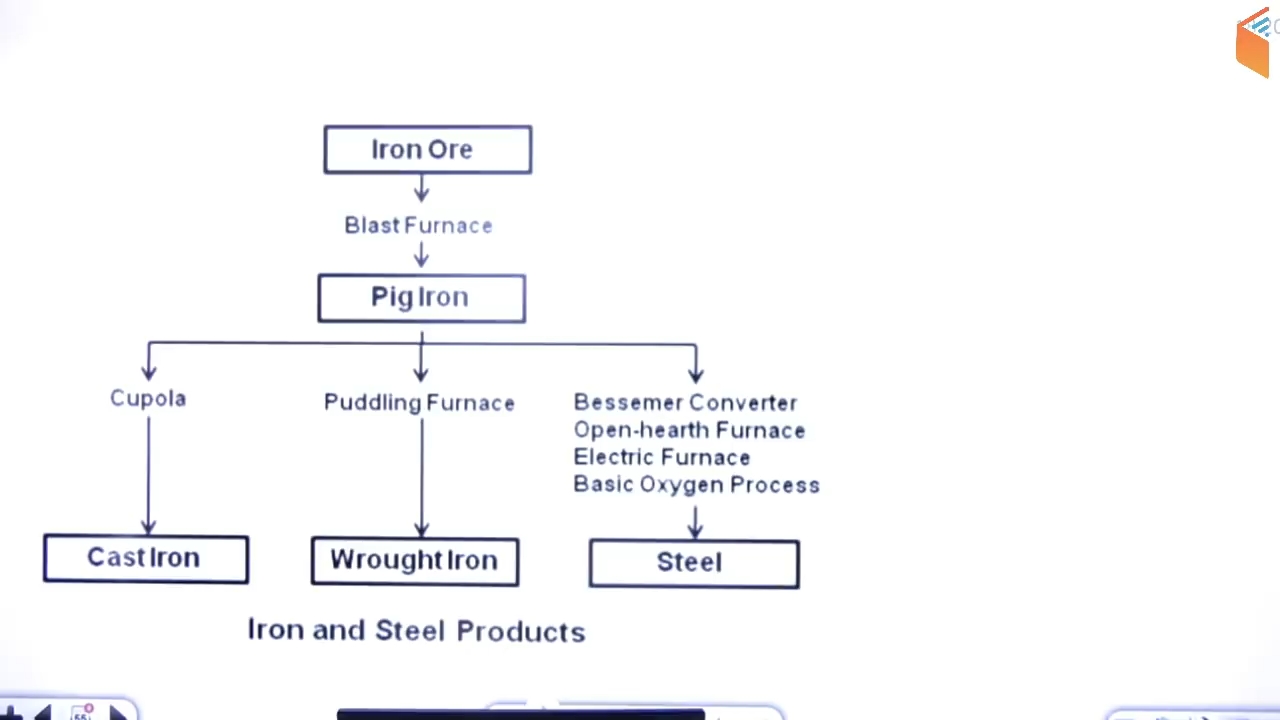 Iron Ore
Blast Furnace
Pig Iron
Cupola
Puddling Furnace
Bessemer Converter
Open-hearth Furnace
Electric Furnace
Basic Oxygen Process
Cast Iron
Wrought Iron
Steel
Iron and Steel Products
55